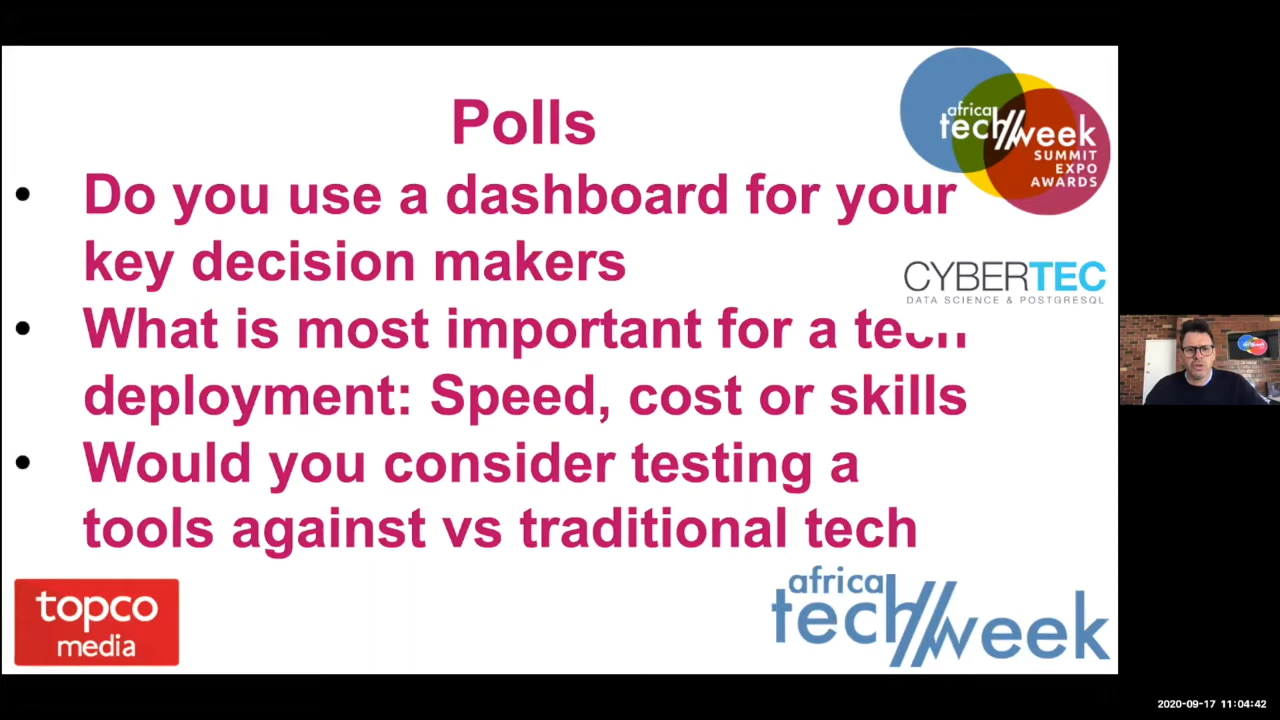 Polls
• Do you use a dashboard for your
key decision makers
• What is most important for a tech
deployment: Speed, cost or skills
• Would you consider testing a
tools against vs traditional tech
africa
tech//week
SUMMIT
EXPO
AWARDS
CYBERTEC
DATA SCIENCE & POSTGRESQL
topco
media
africa
tech//week
2020-09-17 11:04:42